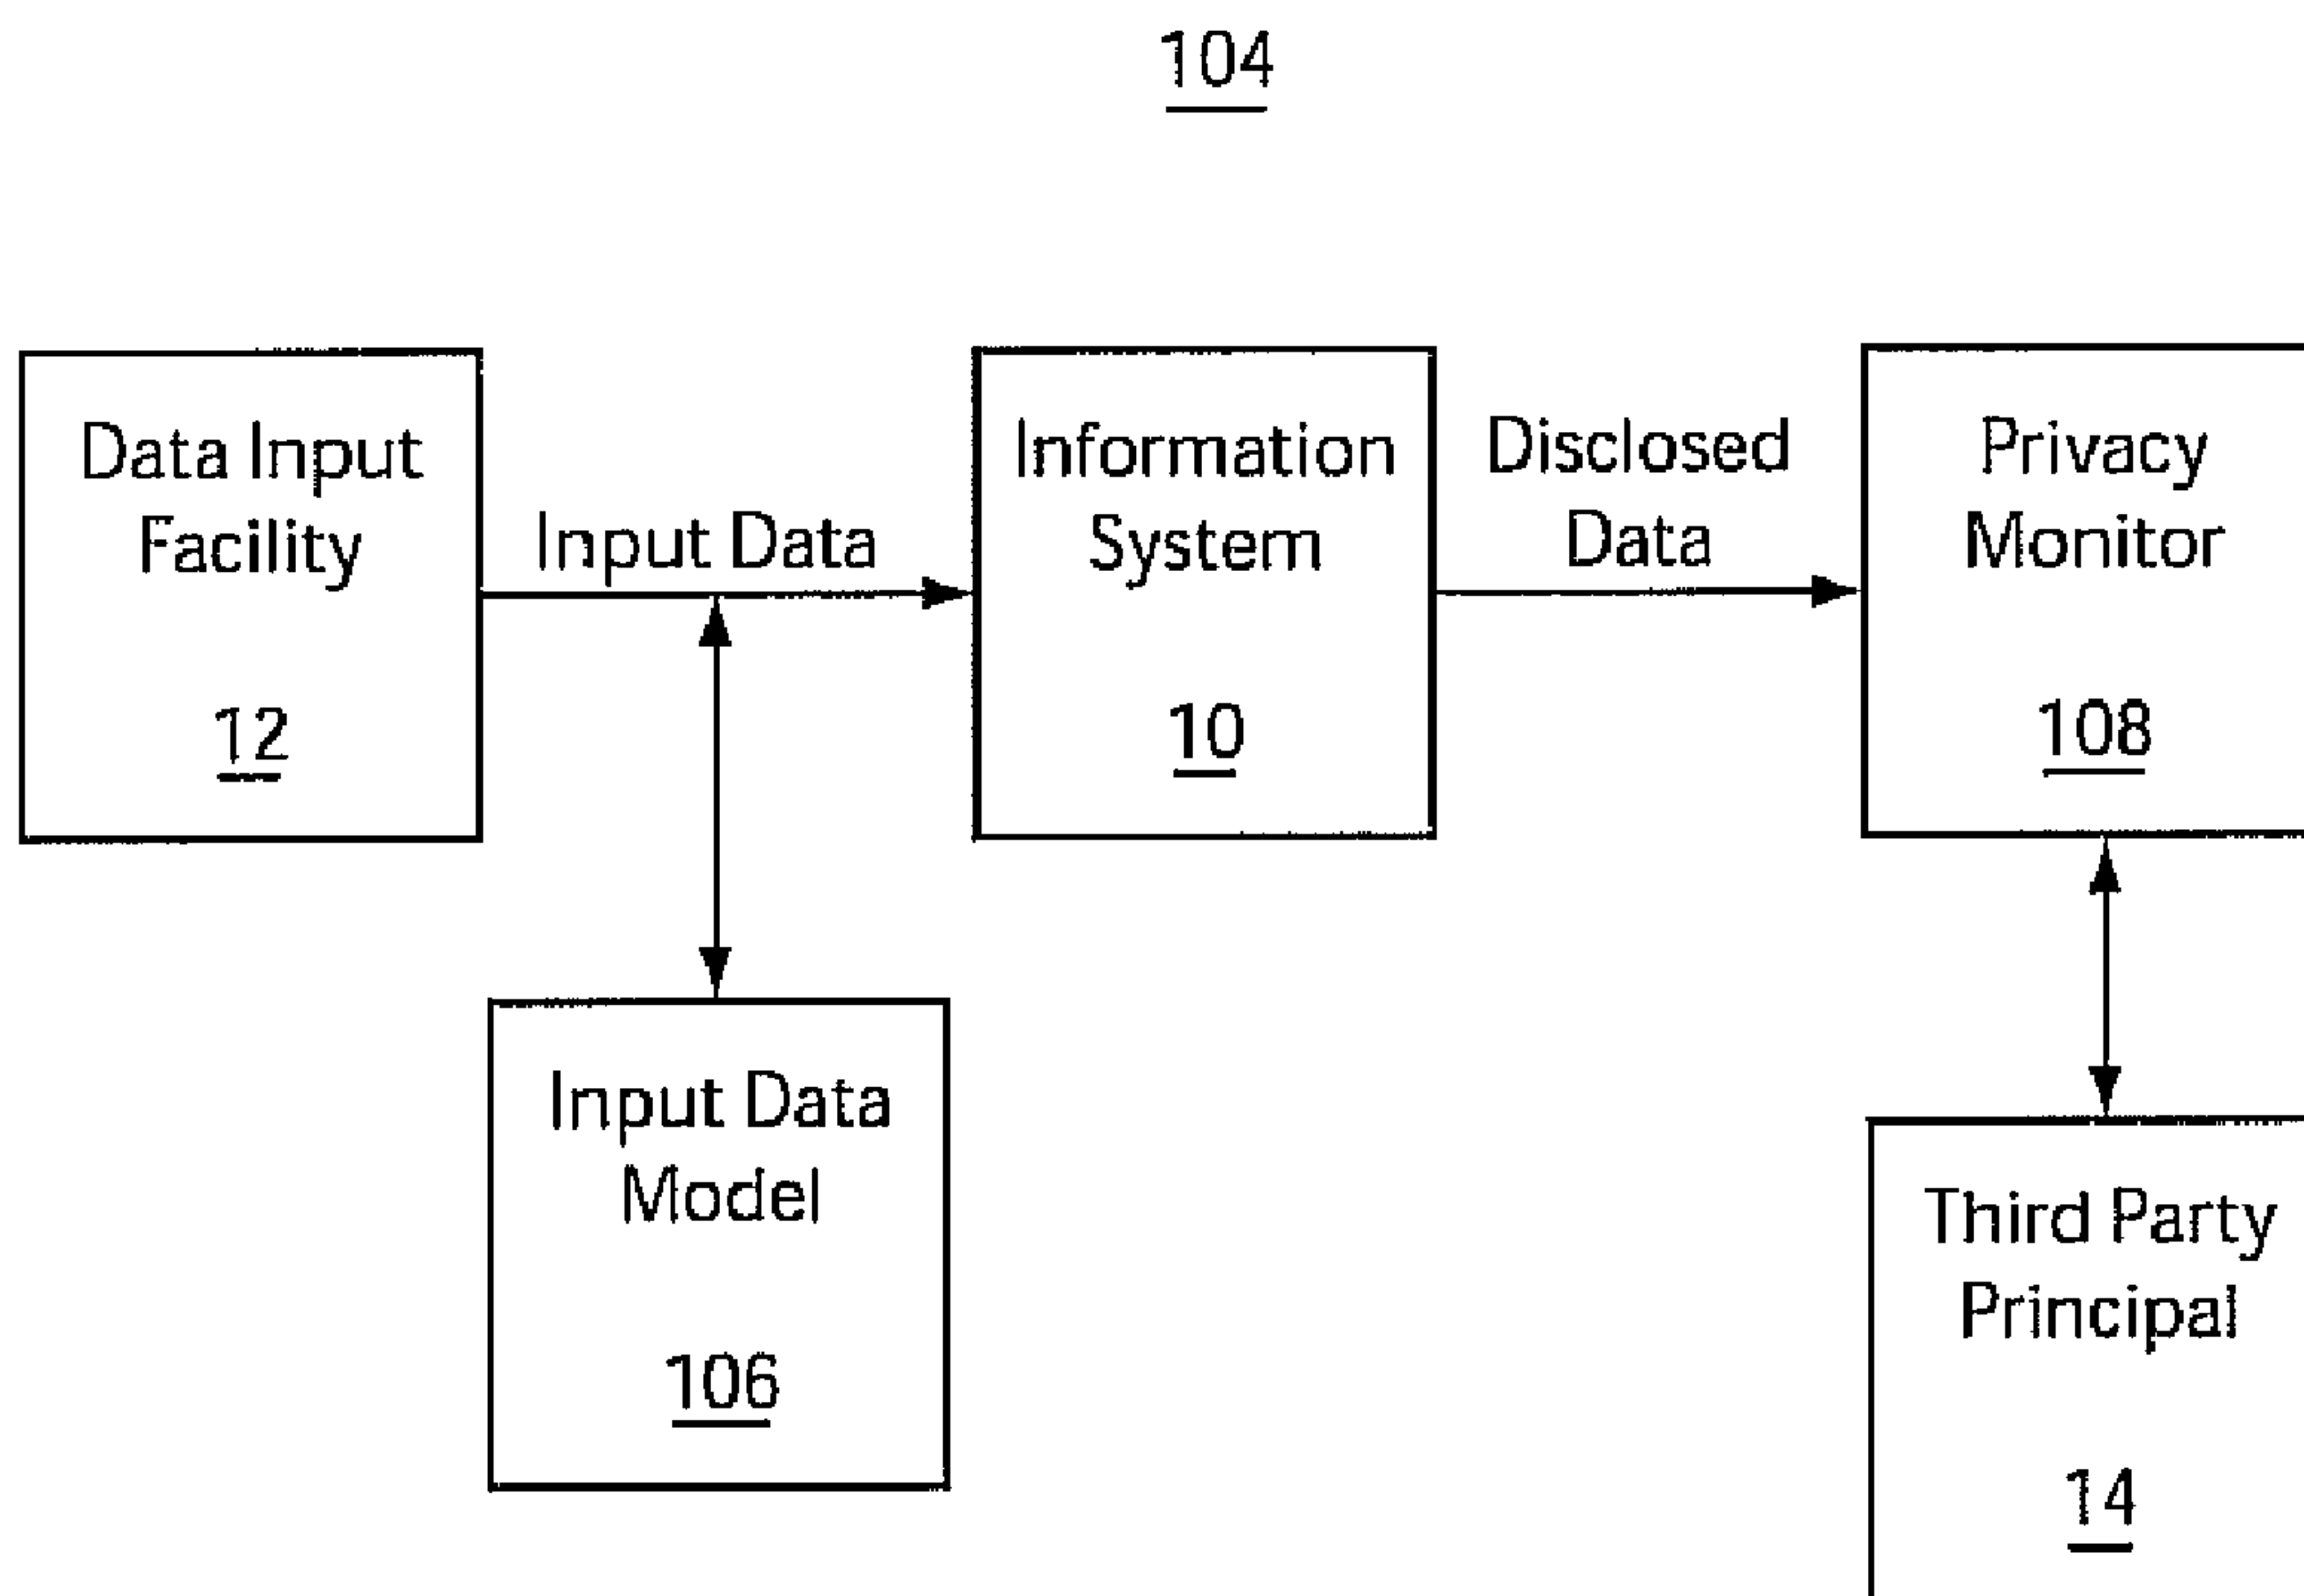 104
Data Input
Facility
12
Input Data
Information
System
10
Disclosed
Data
Privacy
Monitor
108
Input Data
Model
106
Third Party
Principal
14